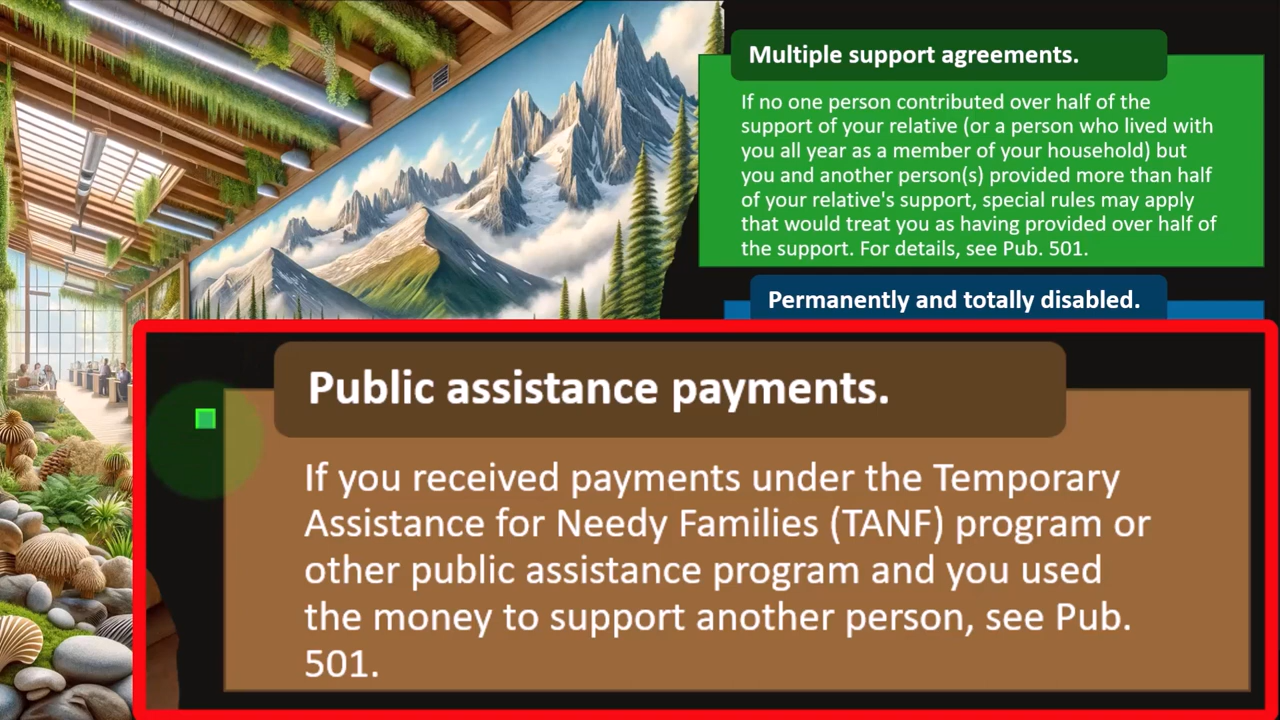 Multiple support agreements.
If no one person contributed over half of the
support of your relative (or a person who lived with
you all year as a member of your household) but
you and another person(s) provided more than half
of your relative's support, special rules may apply
that would treat you as having provided over half of
the support. For details, see Pub. 501.
Permanently and totally disabled.
Public assistance payments.
If you received payments under the Temporary
Assistance for Needy Families (TANF) program or
other public assistance program and you used
the money to support another person, see Pub.
501.